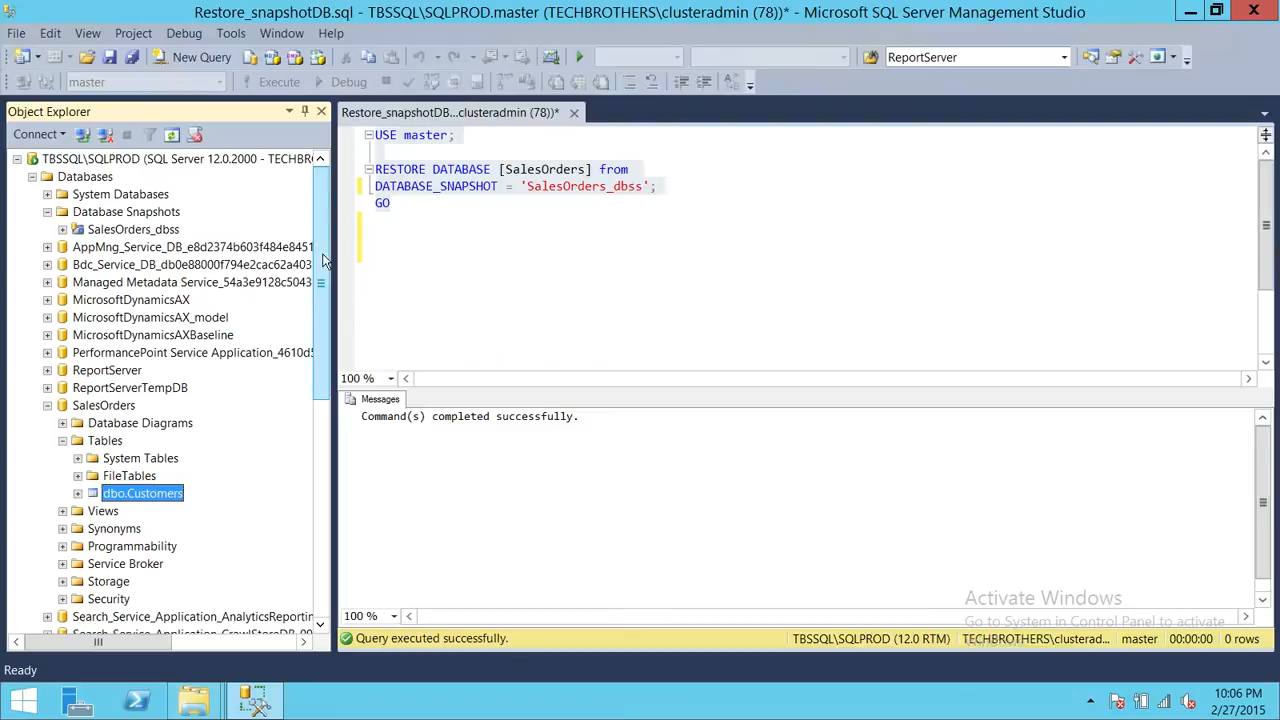 Restore_snapshotDB.sql - TBSSQL\SQLPROD.master (TECHBROTHERS\clusteradmin (78))* - Microsoft SQL Server Management Studio
File Edit View Project Debug Tools Window Help
New Query
ReportServer
master
Execute
Debug
Object Explorer
Connect
TBSSQL\SQLPROD (SQL Server 12.0.2000 - TECHBR
Databases
System Databases
Database Snapshots
SalesOrders_dbss
AppMng_Service_DB_e8d2374b603f484e8451
Bdc_Service_DB_db0e88000f794e2cac62a403
Managed Metadata Service_54a3e9128c5043
MicrosoftDynamicsAX
MicrosoftDynamicsAX_model
MicrosoftDynamicsAXBaseline
PerformancePoint Service Application_4610d5
ReportServer
ReportServerTempDB
SalesOrders
Database Diagrams
Tables
System Tables
FileTables
dbo.Customers
Views
Synonyms
Programmability
Service Broker
Storage
Security
Search_Service_Application_AnalyticsReportin
Restore_snapshotDB...clusteradmin (78))*
USE master;
RESTORE DATABASE [SalesOrders] from
DATABASE_SNAPSHOT = 'SalesOrders_dbss';
GO
100 %
Messages
Command(s) completed successfully.
100 %
Activate Windows
Go to System in Control Panel to activate
Windows.
Query executed successfully.
TBSSQL\SQLPROD (12.0 RTM)
TECHBROTHERS\clusterad...
master
00:00:00
0 rows
Ready
10:06 PM
2/27/2015